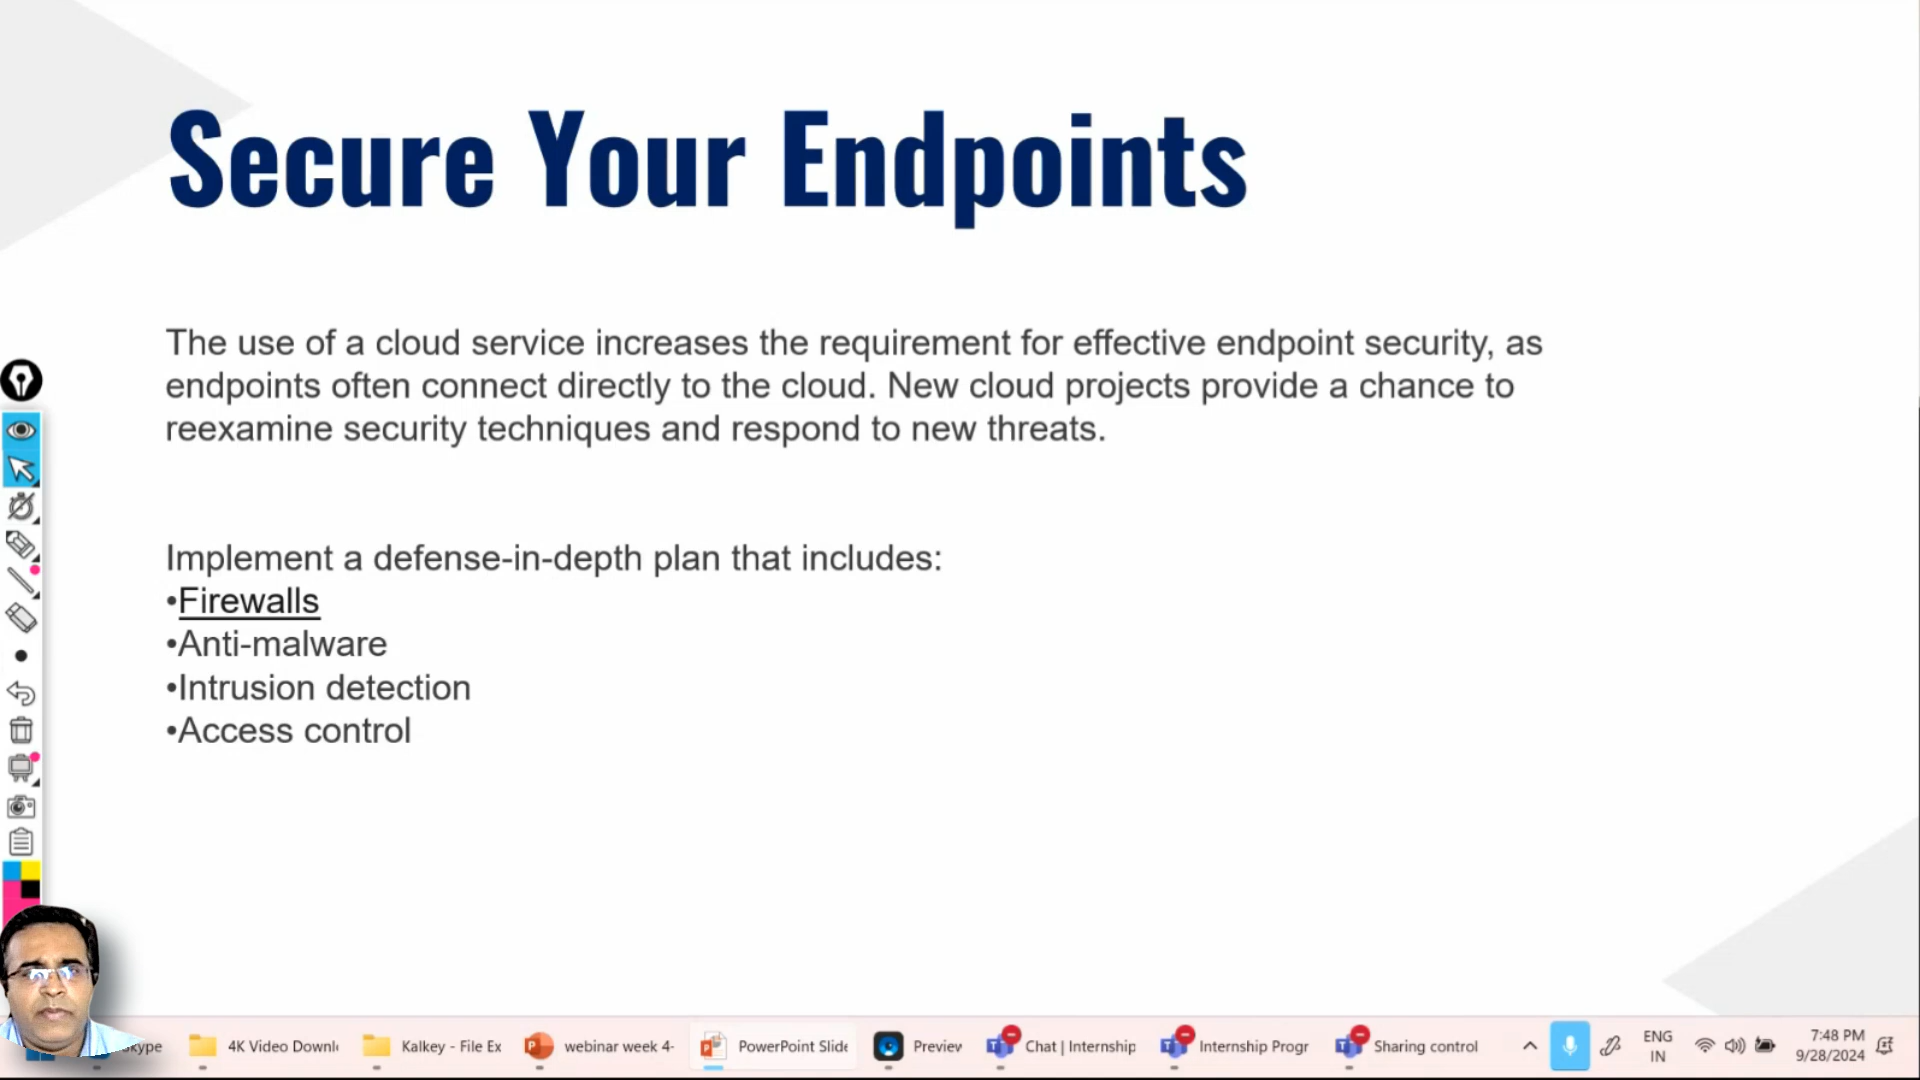 Secure Your Endpoints
The use of a cloud service increases the requirement for effective endpoint security, as
endpoints often connect directly to the cloud. New cloud projects provide a chance to
reexamine security techniques and respond to new threats.
Implement a defense-in-depth plan that includes:
•Firewalls
•Anti-malware
•Intrusion detection
•Access control
kype
4K Video Downl
Kalkey - File Ex
webinar week 4-
PowerPoint Slide
Preview
Chat | Internship
Internship Progr
Sharing control
ENG
IN
7:48 PM
9/28/2024